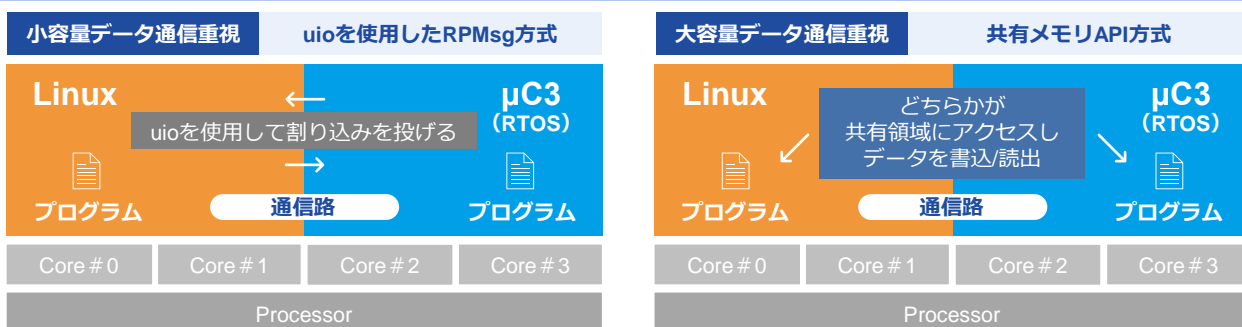 小容量データ通信重視
uioを使用したRPMsg方式
Linux
μC3
(RTOS)
uioを使用して割り込みを投げる
プログラム
通信路
プログラム
Core＃0
Core＃1
Core＃2
Core＃3
Processor
大容量データ通信重視
共有メモリAPI方式
Linux
μC3
(RTOS)
どちらかが
共有領域にアクセスし
データを書込/読出
プログラム
通信路
プログラム
Core＃0
Core＃1
Core＃2
Core＃3
Processor